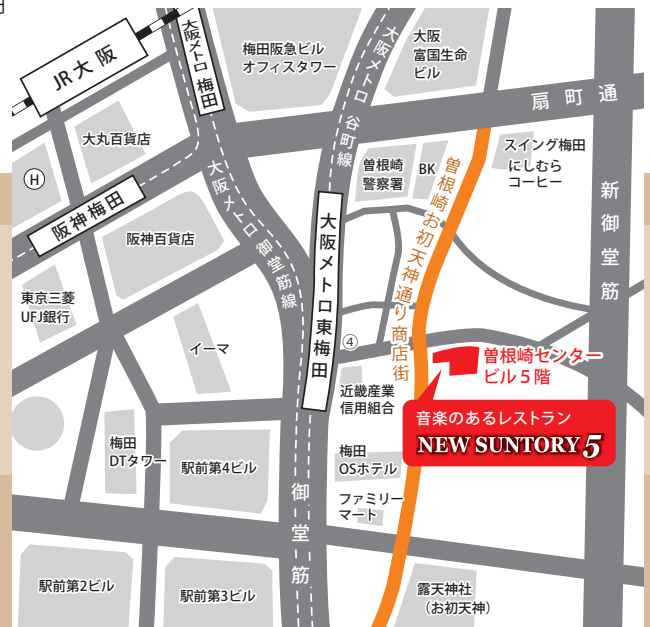 JR大阪
大阪メトロ梅田
梅田阪急ビル
オフィスタワー
大阪メトロ 谷町線
大阪
富国生命
ビル
扇町通
大丸百貨店
H
阪神梅田
大阪メトロ 御堂筋線
曽根崎
警察署
BK
曽根崎お初天神通り商店街
スイング梅田
にしむら
コーヒー
新御堂筋
阪神百貨店
大阪メトロ東梅田
東京三菱
UFJ銀行
イーマ
④
曽根崎センター
ビル5階
近畿産業
信用組合
音楽のあるレストラン
NEW SUNTORY 5
梅田
DTタワー
駅前第4ビル
梅田
OSホテル
ファミリー
マート
御堂筋
駅前第2ビル
駅前第3ビル
露天神社
（お初天神）